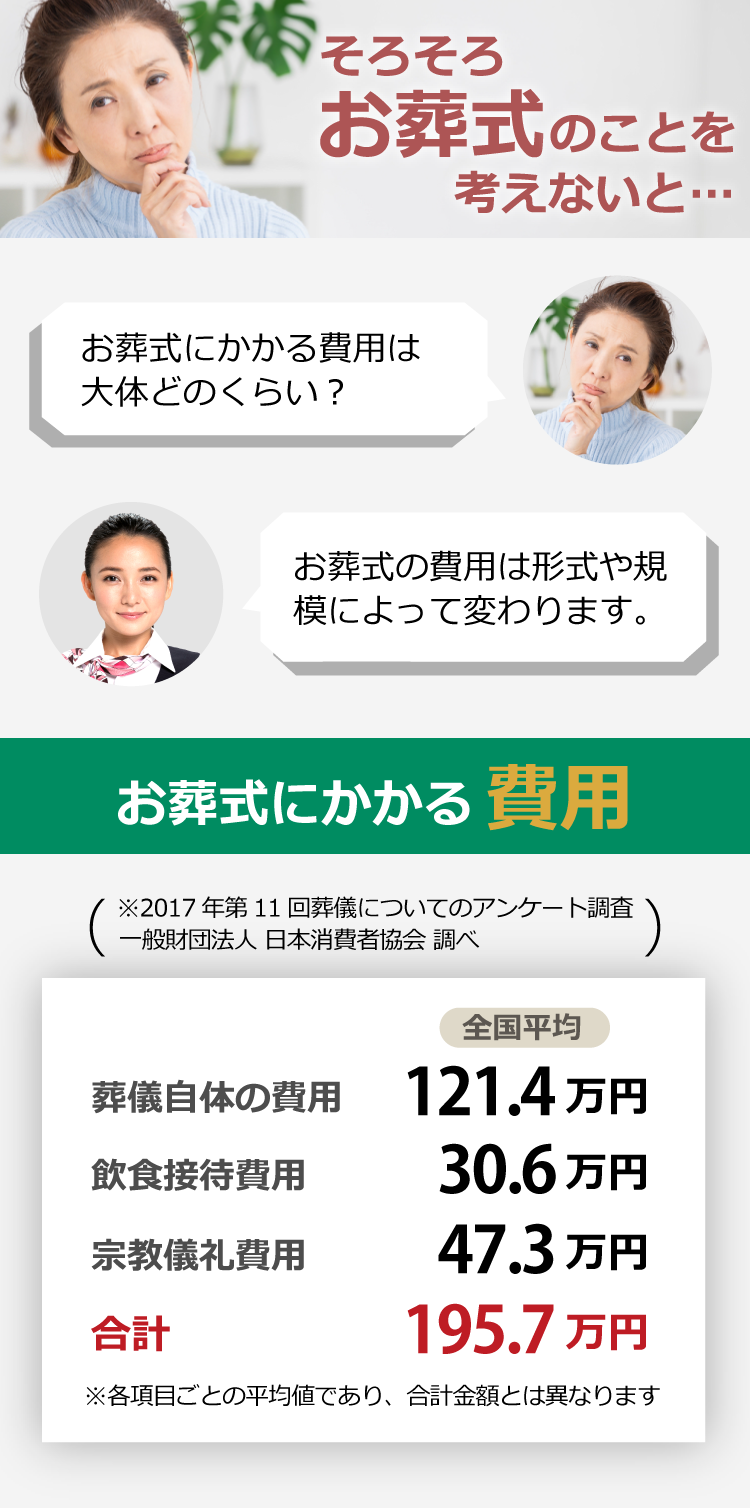 そろそろ
お葬式のことを
考えないと…
お葬式にかかる費用は
大体どのくらい？
お葬式の費用は形式や規
模によって変わります。
お葬式にかかる 費用
（※2017 年第 11 回葬儀についてのアンケート調査
一般財団法人 日本消費者協会 調べ）
全国平均
葬儀自体の費用 121.4 万円
飲食接待費用 30.6 万円
宗教儀礼費用 47.3 万円
合計 195.7 万円
※各項目ごとの平均値であり、合計金額とは異なります